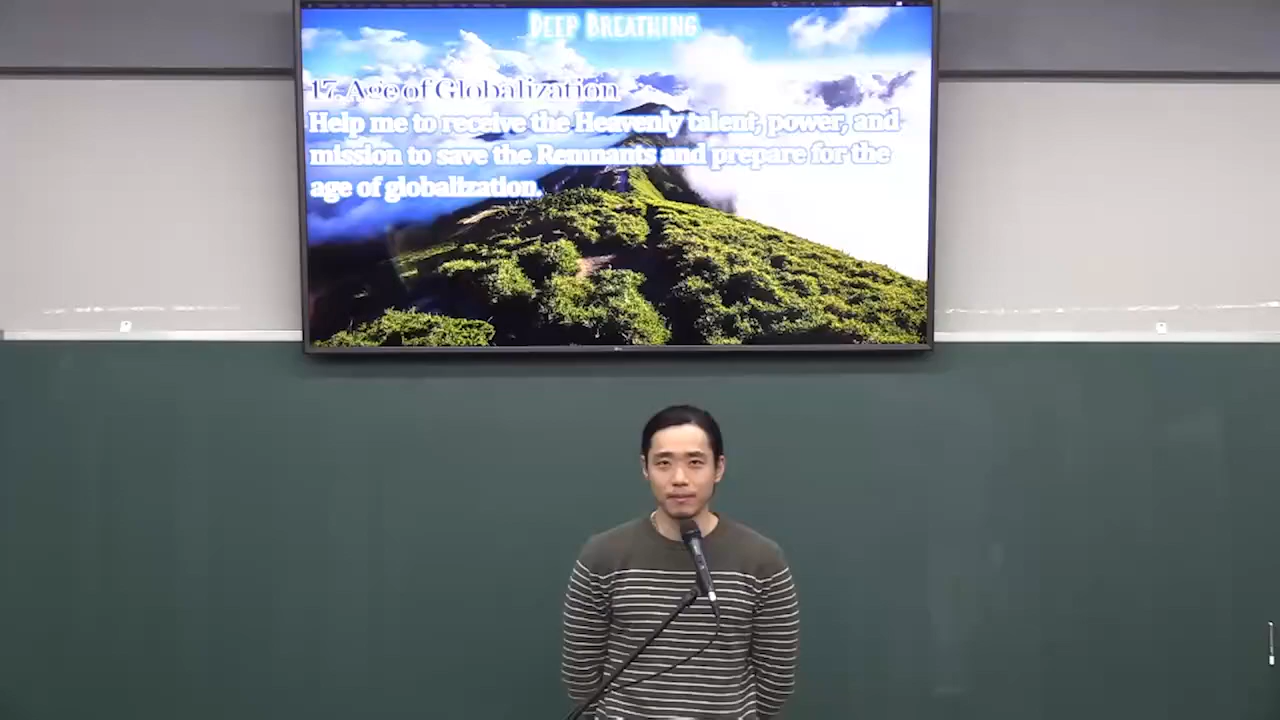 DEEP BREATHING
17. Age of Globalization
Help me to receive the Heavenly talent, power, and
mission to save the Remnants and prepare for the
age of globalization.